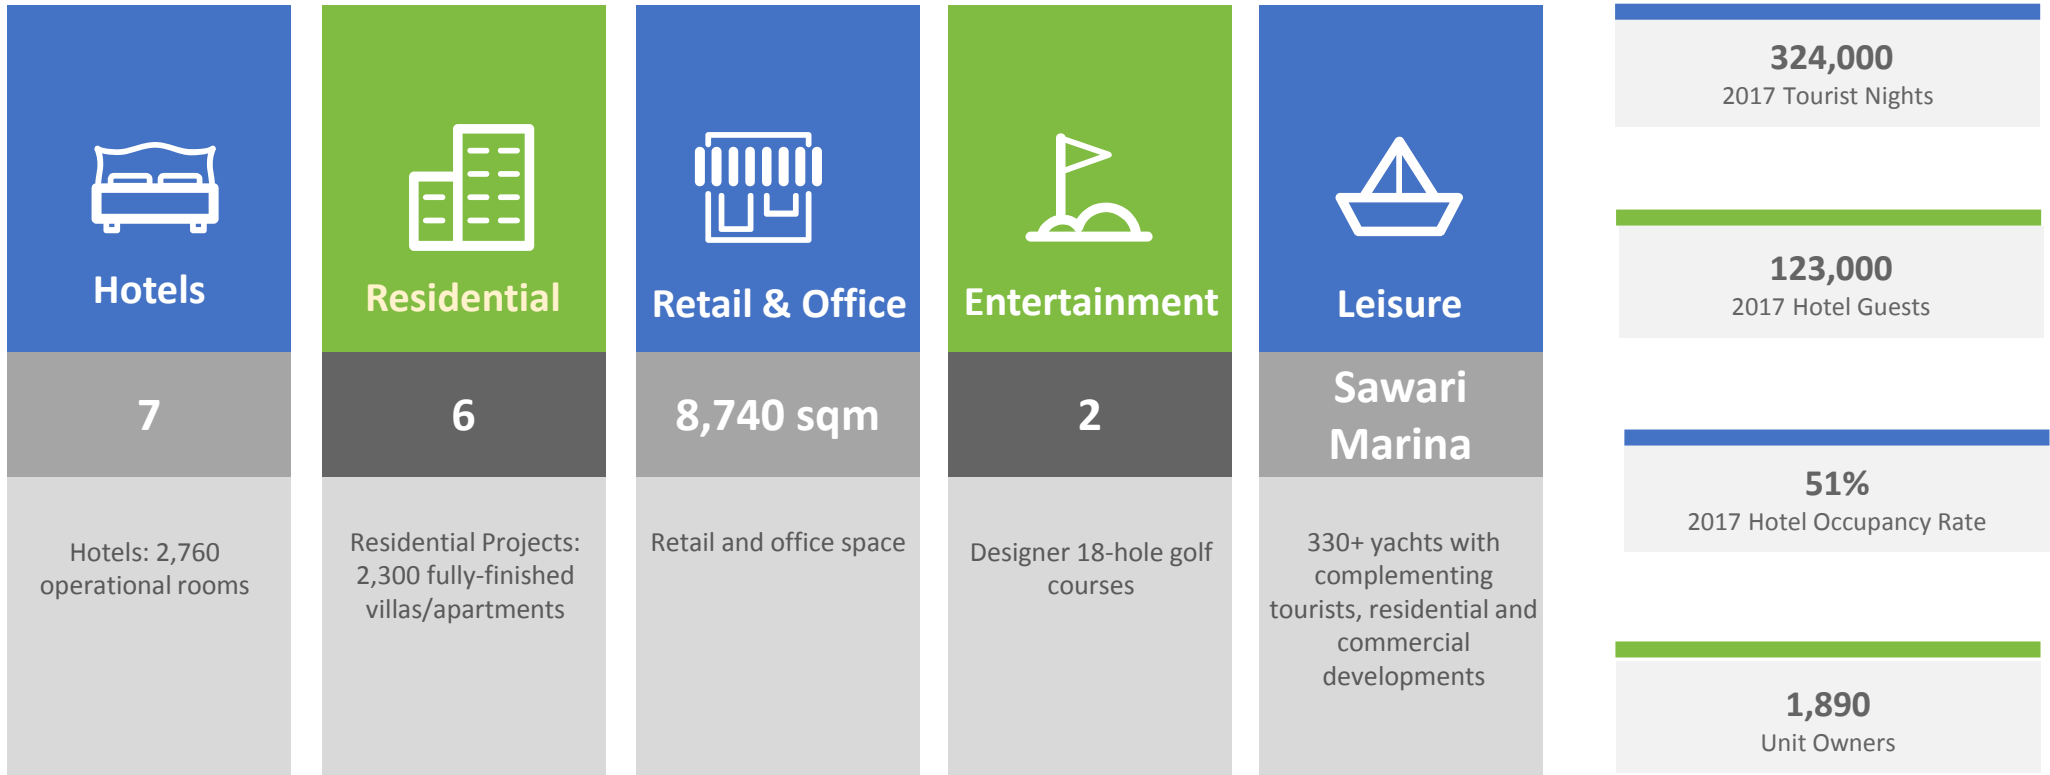 Hotels
7
Hotels: 2,760
operational rooms
Residential
6
Residential Projects:
2,300 fully-finished
villas/apartments
Retail & Office
8,740 sqm
Retail and office space
Entertainment
2
Designer 18-hole golf
courses
Leisure
Sawari
Marina
330+ yachts with
complementing
tourists, residential and
commercial
developments
324,000
2017 Tourist Nights
123,000
2017 Hotel Guests
51%
2017 Hotel Occupancy Rate
1,890
Unit Owners